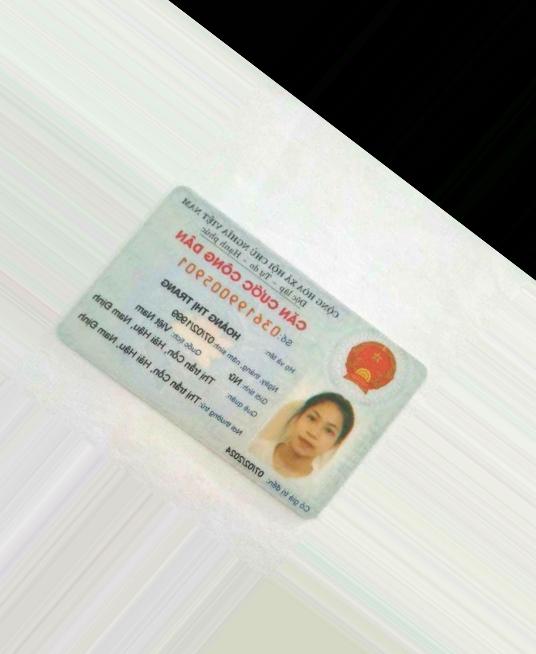 CỘNG HÒA XÃ HỘI CHỦ NGHĨA VIỆT NAM
Độc lập - Tự do - Hạnh phúc
CĂN CƯỚC CÔNG DÂN
Số: 036199005901
Họ và tên: HOÀNG THỊ TRANG
Ngày, tháng, năm sinh: 07/02/1999
Giới tính: Nữ Quốc tịch: Việt Nam
Quê quán: Thị trấn Cồn, Hải Hậu, Nam Định
Nơi thường trú: Thị trấn Cồn, Hải Hậu, Nam Định
Có giá trị đến: 07/02/2024